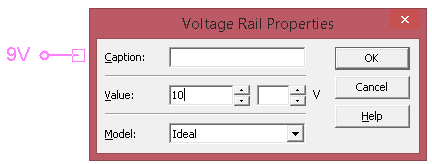 Voltage Rail Properties
9V
Caption:
OK
Value: 10 V
Cancel
Help
Model: Ideal